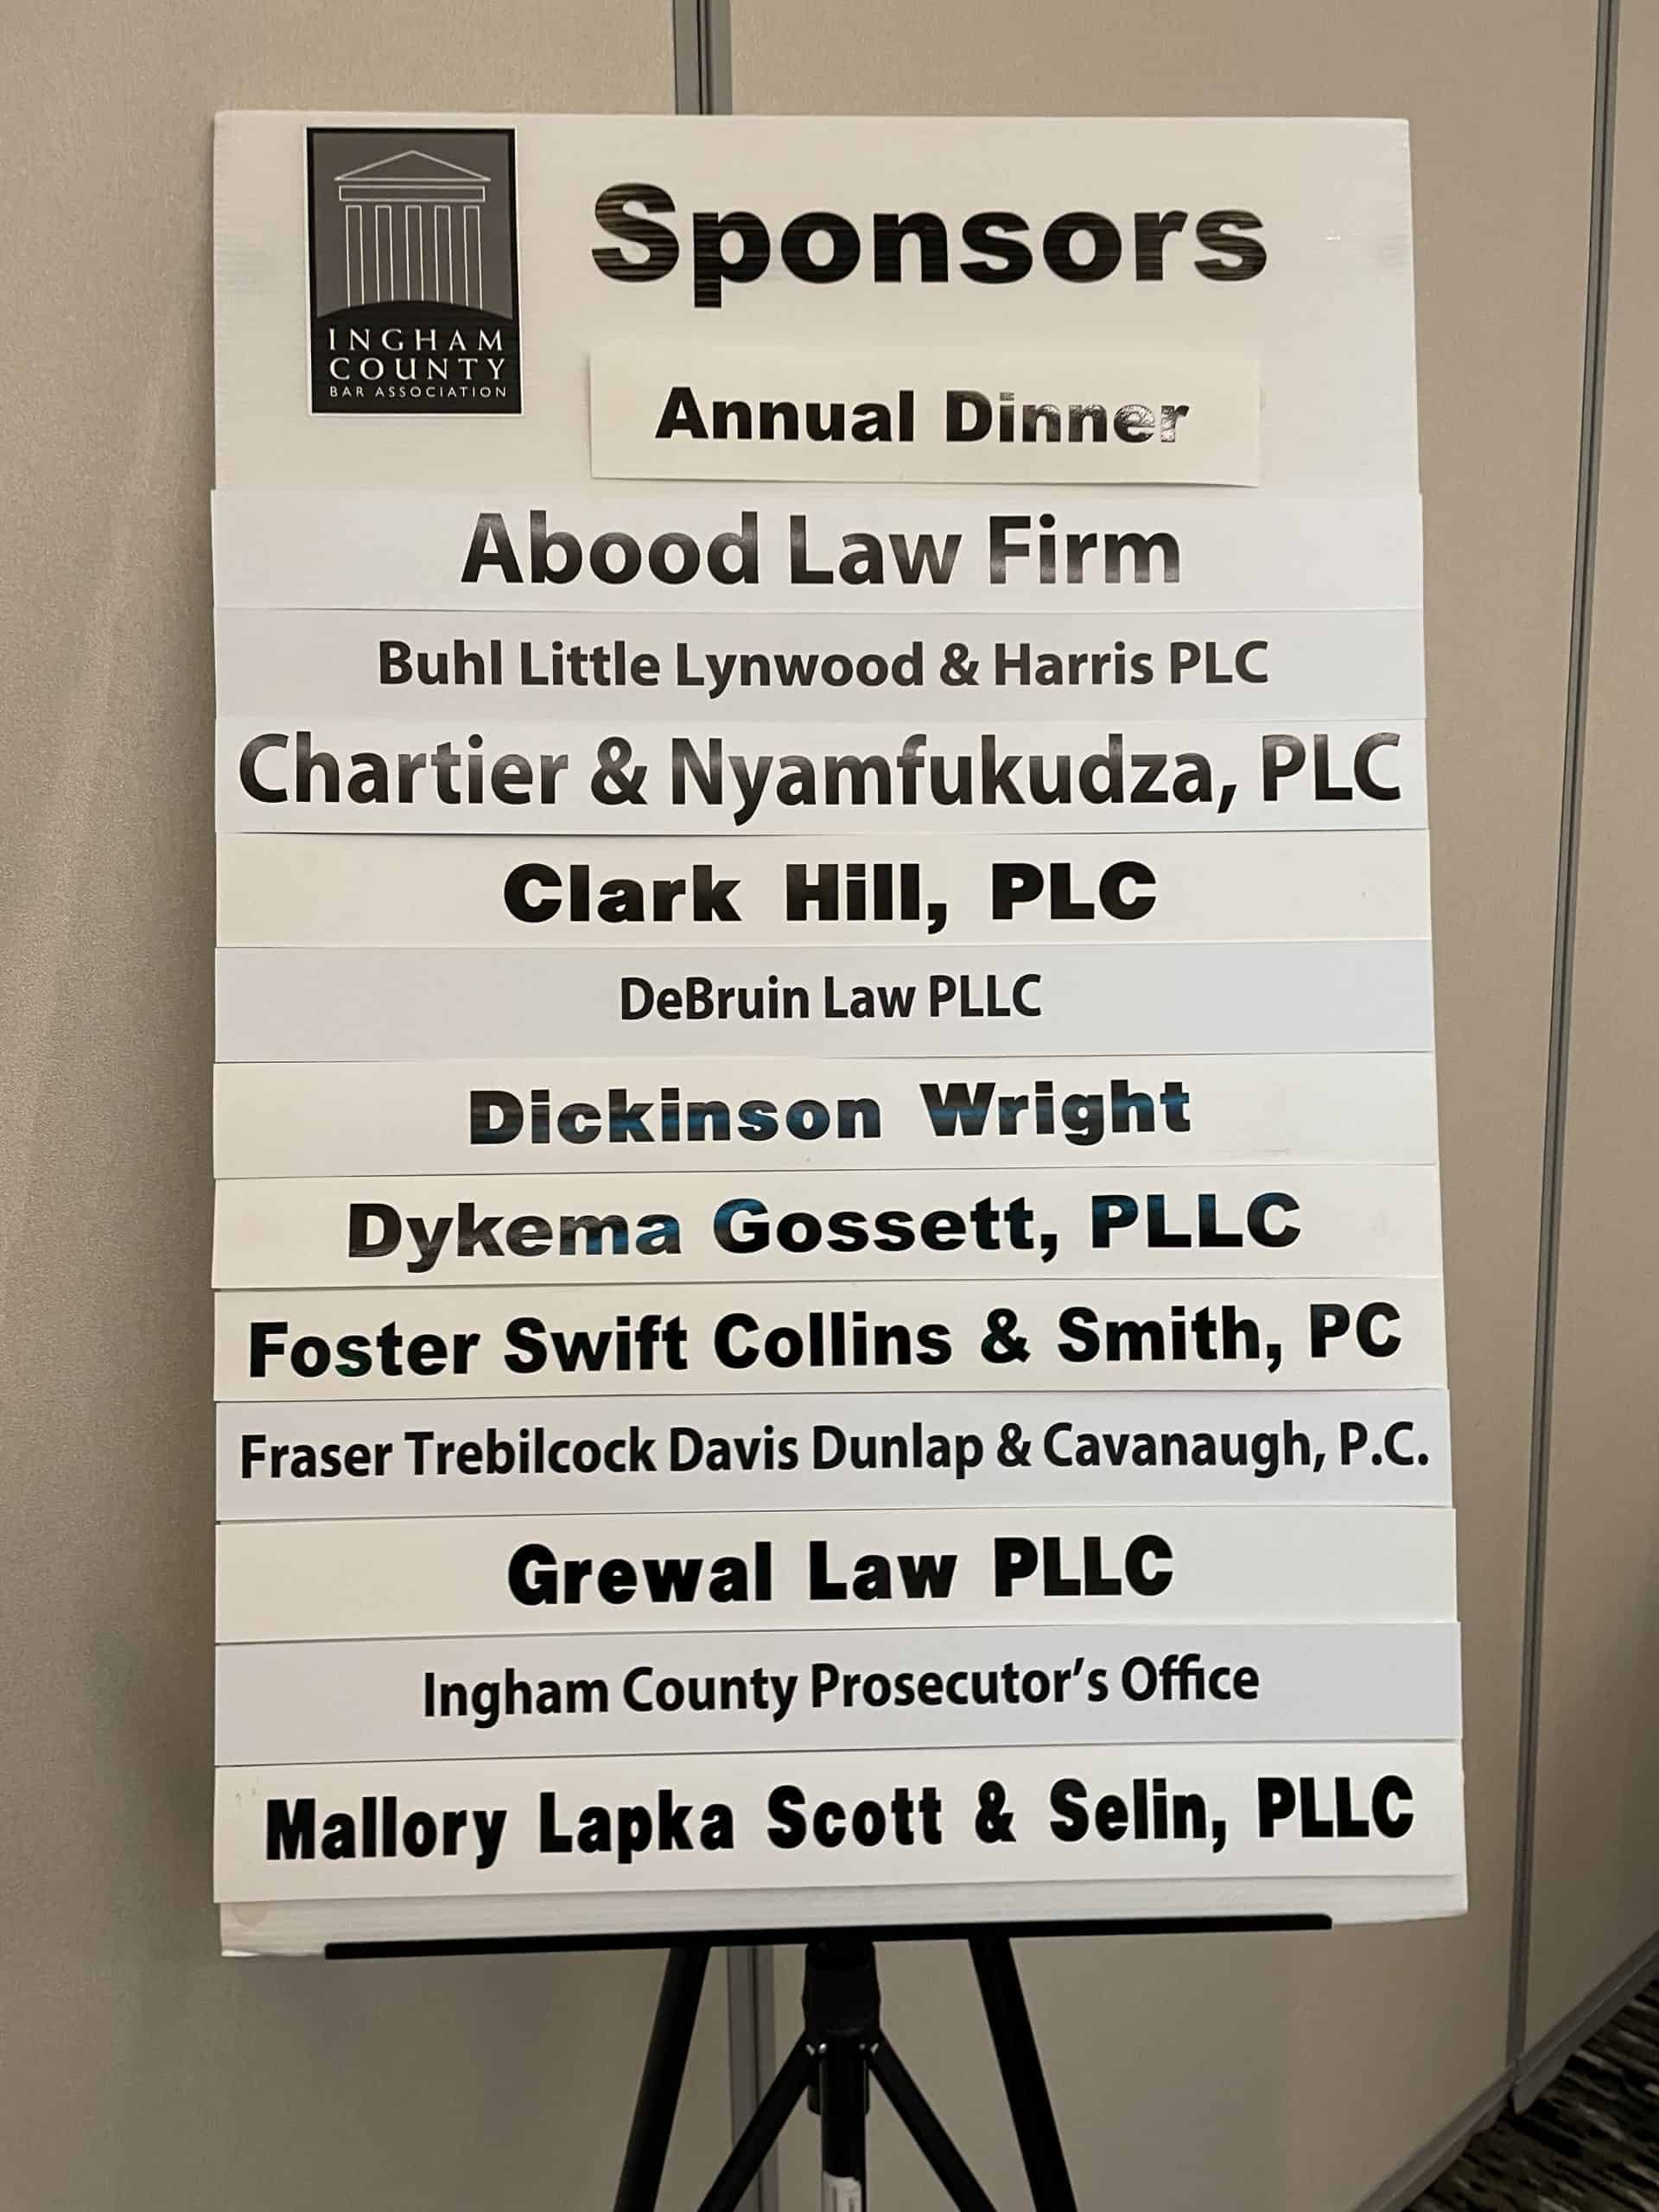 INGHAM
COUNTY
BAR ASSOCIATION
Sponsors
Annual Dinner
Abood Law Firm
Buhl Little Lynwood & Harris PLC
Chartier & Nyamfukudza, PLC
Clark Hill, PLC
DeBruin Law PLLC
Dickinson Wright
Dykema Gossett, PLLC
Foster Swift Collins & Smith, PC
Fraser Trebilcock Davis Dunlap & Cavanaugh, P.C.
Grewal Law PLLC
Ingham County Prosecutor's Office
Mallory Lapka Scott & Selin, PLLC